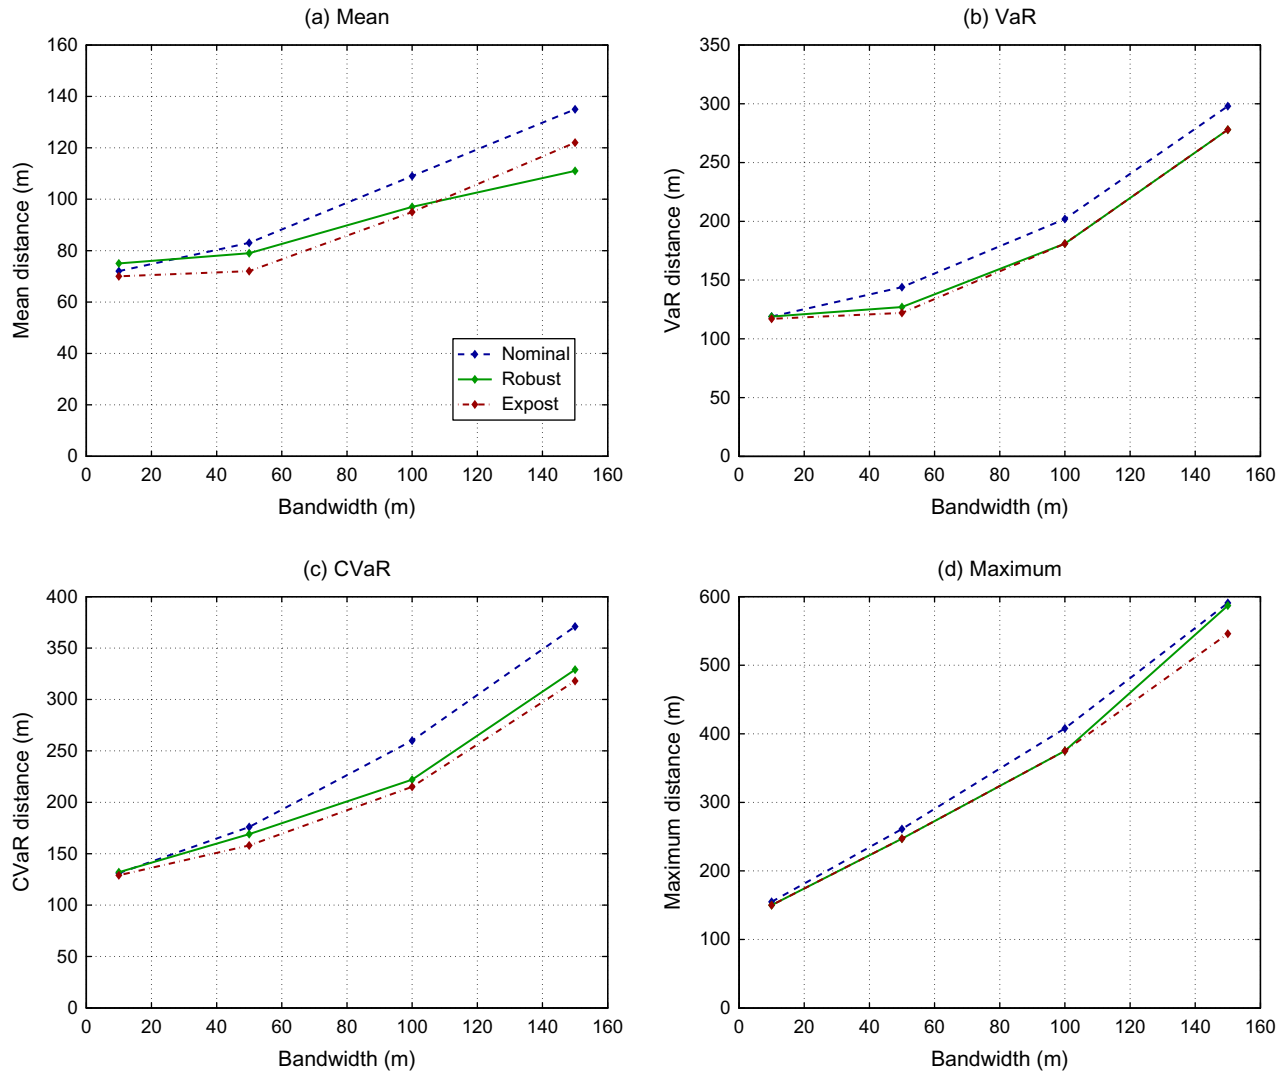 (a) Mean
160
140
120
100
80
60
40
20
0
Mean distance (m)
Nominal
Robust
Expost
0 20 40 60 80 100 120 140 160
Bandwidth (m)
(b) VaR
350
300
250
200
150
100
50
0
VaR distance (m)
0 20 40 60 80 100 120 140 160
Bandwidth (m)
(c) CVaR
400
350
300
250
200
150
100
50
0
CVaR distance (m)
0 20 40 60 80 100 120 140 160
Bandwidth (m)
(d) Maximum
600
500
400
300
200
100
0
Maximum distance (m)
0 20 40 60 80 100 120 140 160
Bandwidth (m)